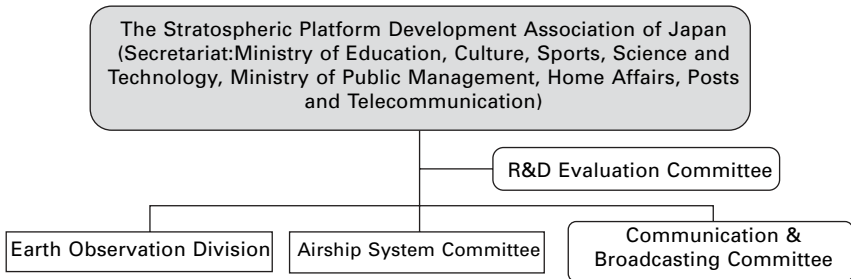 The Stratospheric Platform Development Association of Japan
(Secretariat:Ministry of Education, Culture, Sports, Science and
Technology, Ministry of Public Management, Home Affairs, Posts
and Telecommunication)
R&D Evaluation Committee
Earth Observation Division
Airship System Committee
Communication &
Broadcasting Committee